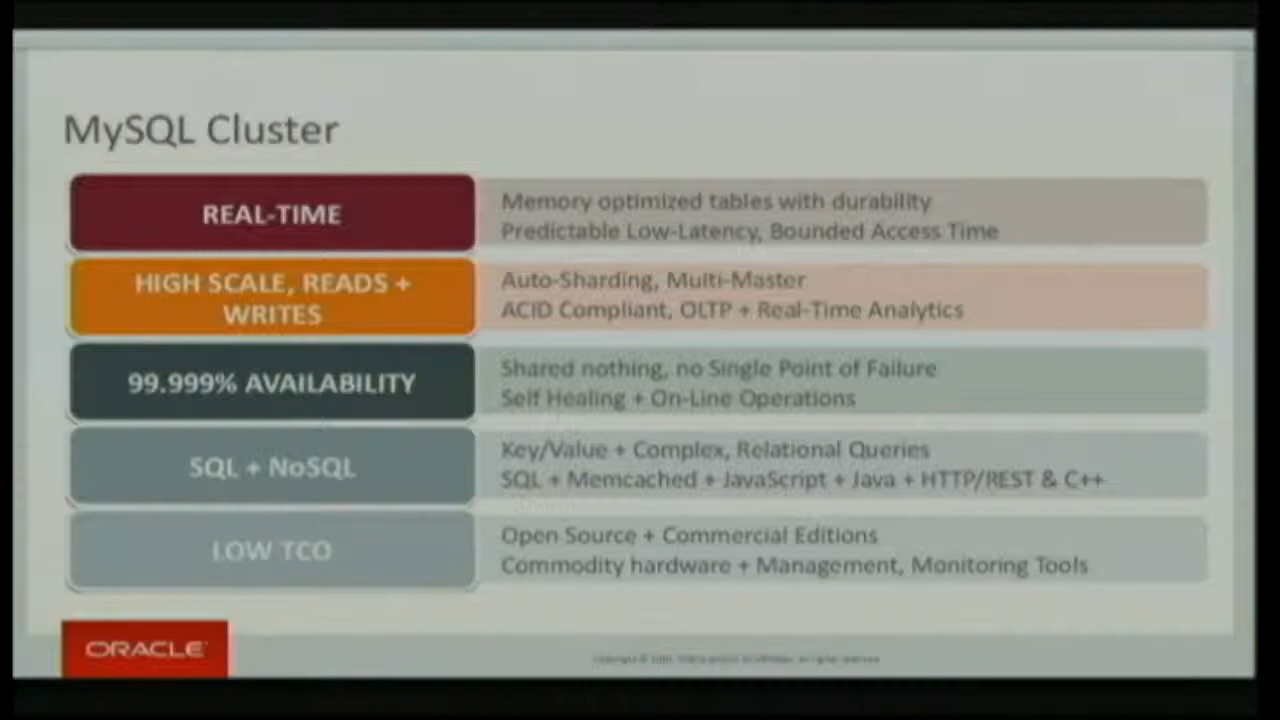 MySQL Cluster
REAL-TIME
Memory optimized tables with durability
Predictable Low-Latency, Bounded Access Time
HIGH SCALE, READS +
WRITES
Auto-Sharding, Multi-Master
ACID Compliant, OLTP + Real-Time Analytics
99.999% AVAILABILITY
Shared nothing, no Single Point of Failure
Self Healing + On-Line Operations
SQL + NoSQL
Key/Value + Complex, Relational Queries
SQL + Memcached + JavaScript + Java + HTTP/REST & C++
LOW TCO
Open Source + Commercial Editions
Commodity hardware + Management, Monitoring Tools
ORACLE